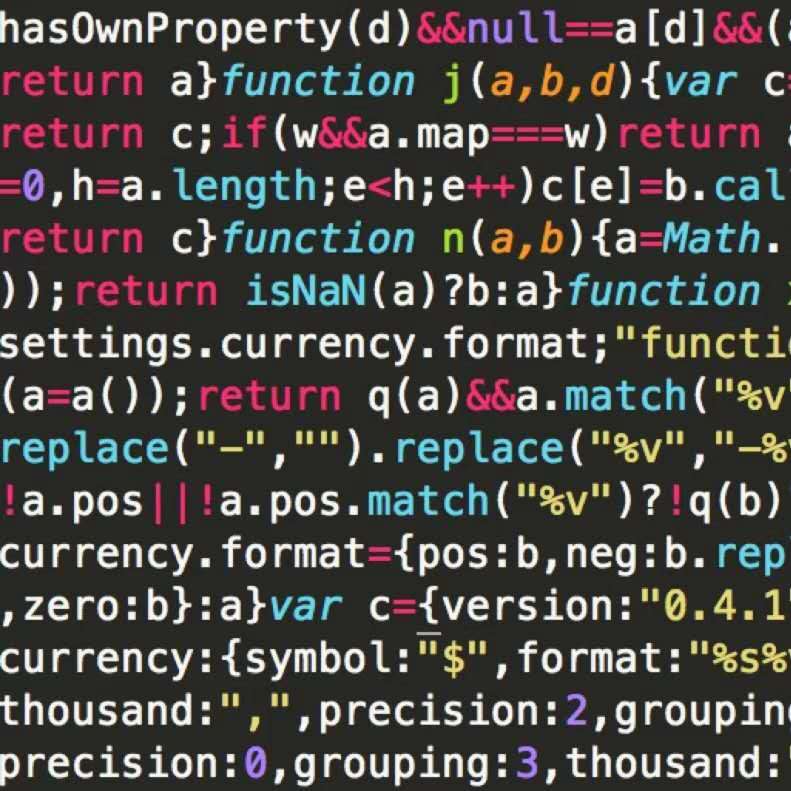 hasOwnProperty(d)&&null==a[d]&&(a
return a}function j(a,b,d){var c=
return c;if(w&&a.map===w)return a
=0,h=a.length;e<h;e++)c[e]=b.cal
return c}function n(a,b){a=Math.
));return isNaN(a)?b:a}function
settings.currency.format;"functi
(a=a());return q(a)&&a.match("%v"
replace("-","").replace("%v","-%v
!a.pos||!a.pos.match("%v")?!q(b)
currency.format={pos:b,neg:b.rep
,zero:b}:a}var c={version:"0.4.1"
currency:{symbol:"$",format:"%s%v
thousand:",",precision:2,grouping
precision:0,grouping:3,thousand:"